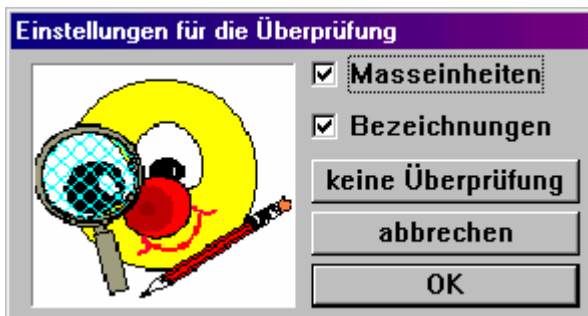 Einstellungen für die Überprüfung
Masseinheiten
Bezeichnungen
keine Überprüfung
abbrechen
OK